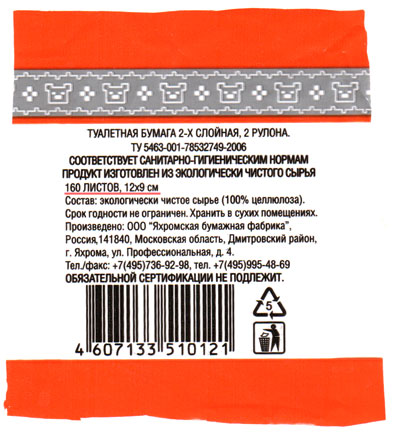 ТУАЛЕТНАЯ БУМАГА 2-Х СЛОЙНАЯ, 2 РУЛОНА.
ТУ 5463-001-78532749-2006
СООТВЕТСТВУЕТ САНИТАРНО-ГИГИЕНИЧЕСКИМ НОРМАМ
ПРОДУКТ ИЗГОТОВЛЕН ИЗ ЭКОЛОГИЧЕСКИ ЧИСТОГО СЫРЬЯ
160 ЛИСТОВ, 12х9 см
Состав: экологически чистое сырье (100% целлюлоза).
Срок годности не ограничен. Хранить в сухих помещениях.
Произведено: ООО "Яхромская бумажная фабрика",
Россия,141840, Московская область, Дмитровский район,
г. Яхрома, ул. Профессиональная, д. 4.
Тел./факс: +7(495)736-92-98, тел. +7(495)995-48-69
ОБЯЗАТЕЛЬНОЙ СЕРТИФИКАЦИИ НЕ ПОДЛЕЖИТ.
5
4 607133 510121